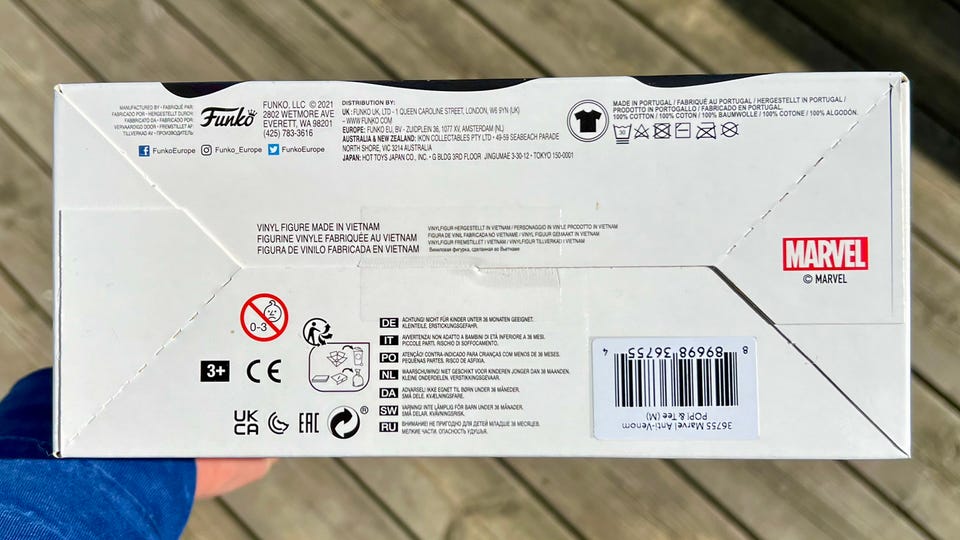 MANUFACTURED BY • FABRIQUÉ PAR:
FABRICADO POR • HERGESTELLT DURCH
FABRICADO POR • FABBRICATO DA:
VERVAARDIGD DOOR • FREMSTILLET AF
TILLVERKAD AV • ПРОИЗВОДИТЕЛЬ
Funko
FUNKO, LLC © 2021
2802 WETMORE AVE
EVERETT, WA 98201
(425) 783-3616
FunkoEurope Funko_Europe FunkoEurope
DISTRIBUTION BY:
UK : FUNKO UK, LTD • 1 QUEEN CAROLINE STREET, LONDON, W6 9YN (UK)
• WWW.FUNKO.COM
EUROPE: FUNKO EU, BV • ZUIDPLEIN 36, 1077 XV, AMSTERDAM (NL)
AUSTRALIA & NEW ZEALAND: IKON COLLECTABLES PTY LTD • 49-59 SEABEACH PARADE
NORTH SHORE, VIC 3214 AUSTRALIA
JAPAN: HOT TOYS JAPAN CO., INC. • G BLDG 3RD FLOOR JINGUMAE 3-30-12 • TOKYO 150-0001
MADE IN PORTUGAL / FABRIQUÉ AU PORTUGAL / HERGESTELLT IN PORTUGAL /
PRODOTTO IN PORTOGALLO / FABRICADO EN PORTUGAL
100% COTTON / 100% COTON / 100% COTONE / 100% ALGODÓN.
30
VINYL FIGURE MADE IN VIETNAM
FIGURINE VINYLE FABRIQUÉE AU VIETNAM
FIGURA DE VINILO FABRICADA EN VIETNAM
VINYLFIGUR HERGESTELLT IN VIETNAM / PERSONAGGIO IN VINILE PRODOTTO IN VIETNAM
FIGURA DE VINIL FABRICADA NO VIETNAME / VINYLFIGUUR GEMAAKT IN VIETNAM
VINYLFIGUR FREMSTILLET I VIETNAM / VINYLFIGUR TILLVERKAD I VIETNAM
Виниловая фигурка, сделанная во Вьетнаме
MARVEL
© MARVEL
0-3
3+
CE
UK
CA
EAC
®
DE ACHTUNG! NICHT FÜR KINDER UNTER 36 MONATEN GEEIGNET.
KLEINTEILE. ERSTICKUNGSGEFAHR.
IT AVVERTENZA! NON ADATTO A BAMBINI DI ETÀ INFERIORE A 36 MESI.
PICCOLE PARTI. RISCHIO DI SOFFOCAMENTO.
PO ATENÇÃO! CONTRA-INDICADO PARA CRIANÇAS COM MENOS DE 36 MESES.
PEQUENAS PARTES. RISCO DE ASFIXIA.
NL WAARSCHUWING! NIET GESCHIKT VOOR KINDEREN JONGER DAN 36 MAANDEN.
KLEINE ONDERDELEN. VERSTIKKINGSGEVAAR.
DA ADVARSEL! IKKE EGNET TIL BØRN UNDER 36 MÅNEDER.
SMÅ DELE. KVÆLNINGSFARE.
SW VARNING! INTE LÄMPLIG FÖR BARN UNDER 36 MÅNADER.
SMÅ DELAR. KVÄVNINGSRISK.
RU ВНИМАНИЕ! НЕ ПРИГОДНО ДЛЯ ДЕТЕЙ МЛАДШЕ 36 МЕСЯЦЕВ.
МЕЛКИЕ ЧАСТИ. ОПАСНОСТЬ УДУШЬЯ.
36755 Marvel Anti-Venom
POP! & Tee (M)
8 89698 36755 4